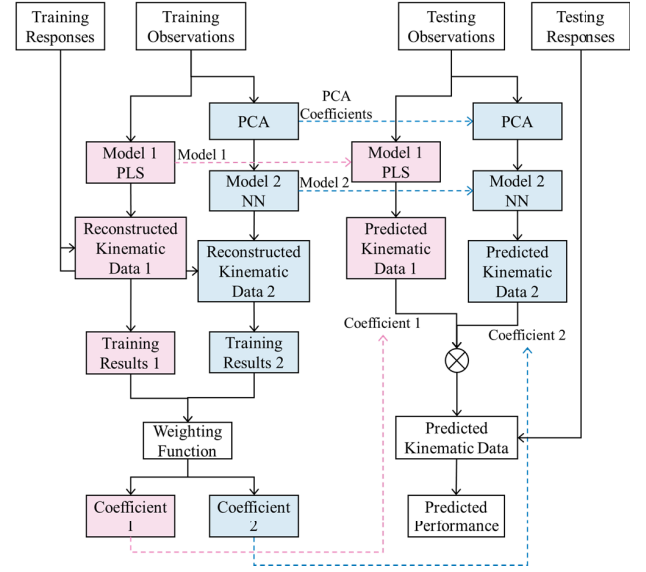 Training
Responses
Training
Observations
Testing
Observations
Testing
Responses
PCA
PCA
Coefficients
PCA
Model 1
PLS
Model 1
Model 1
PLS
Model 2
NN
Model 2
Model 2
NN
Reconstructed
Kinematic
Data 1
Reconstructed
Kinematic
Data 2
Predicted
Kinematic
Data 1
Predicted
Kinematic
Data 2
Coefficient 1
Coefficient 2
Training
Results 1
Training
Results 2
Weighting
Function
Predicted
Kinematic Data
Coefficient
1
Coefficient
2
Predicted
Performance